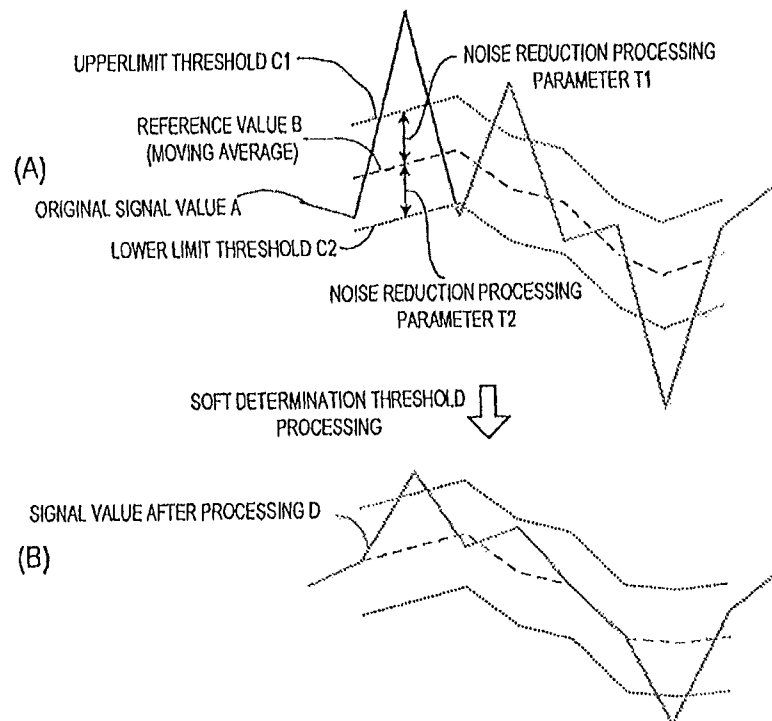 UPPERLIMIT THRESHOLD C1
NOISE REDUCTION PROCESSING
PARAMETER T1
REFERENCE VALUE B
(MOVING AVERAGE)
(A)
ORIGINAL SIGNAL VALUE A
LOWER LIMIT THRESHOLD C2
NOISE REDUCTION PROCESSING
PARAMETER T2
SOFT DETERMINATION THRESHOLD
PROCESSING
SIGNAL VALUE AFTER PROCESSING D
(B)